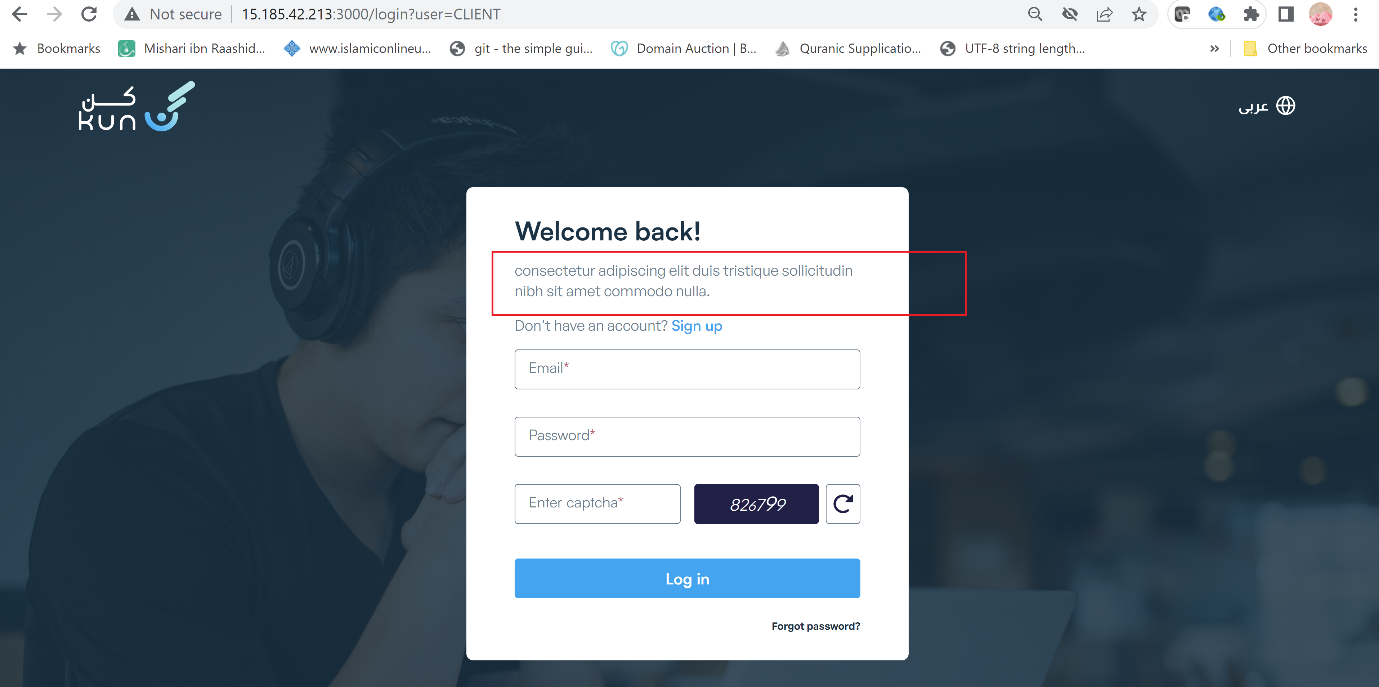 Not secure | 15.185.42.213:3000/login?user=CLIENT
Bookmarks Mishari ibn Raashid... www.islamiconlineu... git - the simple gui... Domain Auction | B... Quranic Supplicatio... UTF-8 string length... » Other bookmarks
كن
kun
عربى
Welcome back!
consectetur adipiscing elit duis tristique sollicitudin
nibh sit amet commodo nulla.
Don't have an account? Sign up
Email*
Password*
Enter captcha* 826799
Log in
Forgot password?